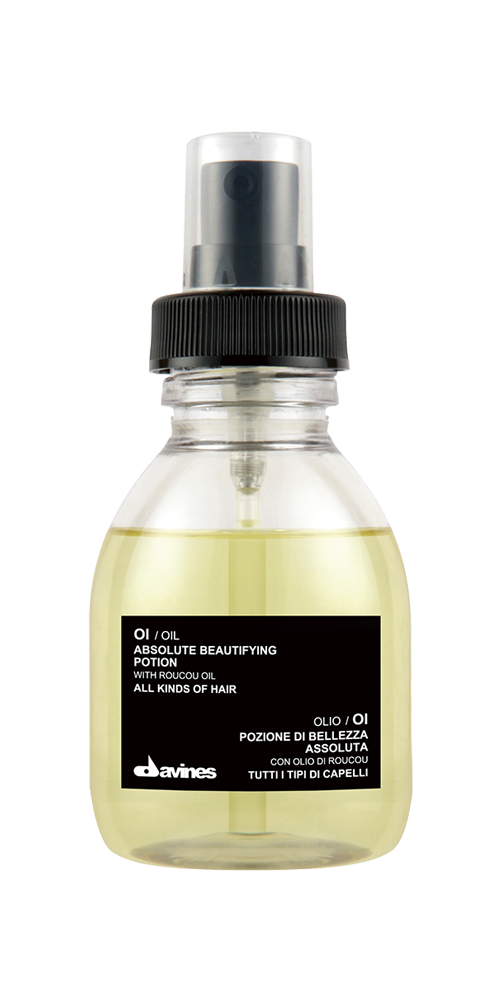 OI / OIL
ABSOLUTE BEAUTIFYING
POTION
WITH ROUCOU OIL
ALL KINDS OF HAIR
OLIO / OI
POZIONE DI BELLEZZA
ASSOLUTA
CON OLIO DI ROUCOU
TUTTI I TIPI DI CAPELLI
davines